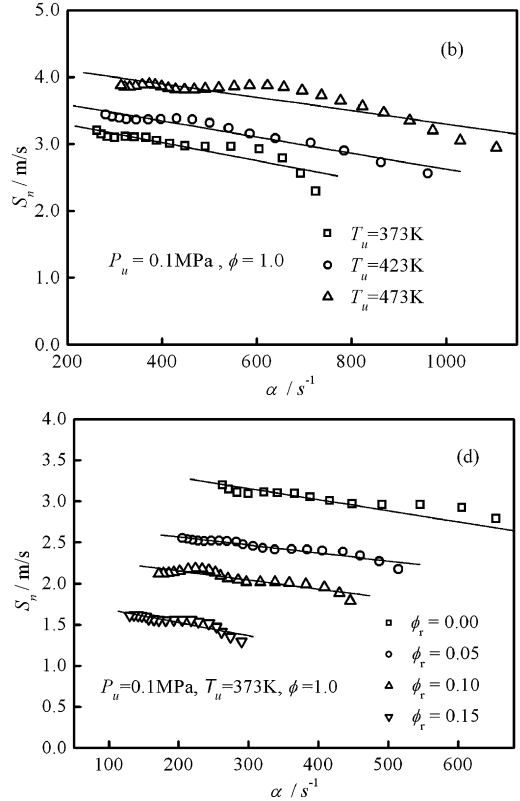 5.0
(b)
4.0
3.0
S_n / m/s
2.0
T_u=373K
P_u = 0.1MPa , ϕ = 1.0
T_u=423K
1.0
T_u=473K
0.0
200 400 600 800 1000
α / s⁻¹
4.0
(d)
3.5
3.0
2.5
S_n / m/s
2.0
1.5
ϕ_r = 0.00
ϕ_r = 0.05
1.0
P_u=0.1MPa, T_u=373K, ϕ=1.0
ϕ_r = 0.10
0.5
ϕ_r = 0.15
0.0
100 200 300 400 500 600
α / s⁻¹